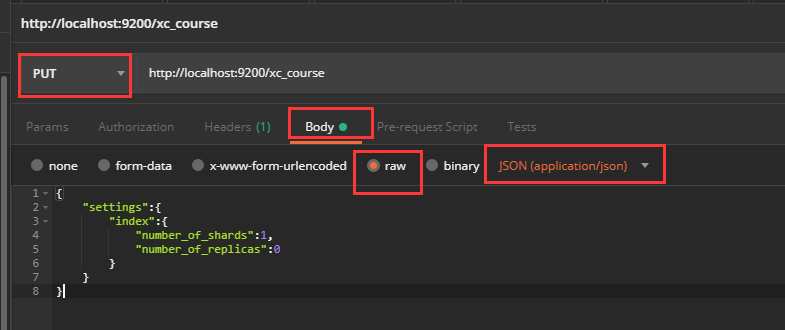 http://localhost:9200/xc_course
PUT http://localhost:9200/xc_course
Params Authorization Headers (1) Body Pre-request Script Tests
none form-data x-www-form-urlencoded raw binary JSON (application/json)
1 {
2 "settings":{
3 "index":{
4 "number_of_shards":1,
5 "number_of_replicas":0
6 }
7 }
8 }